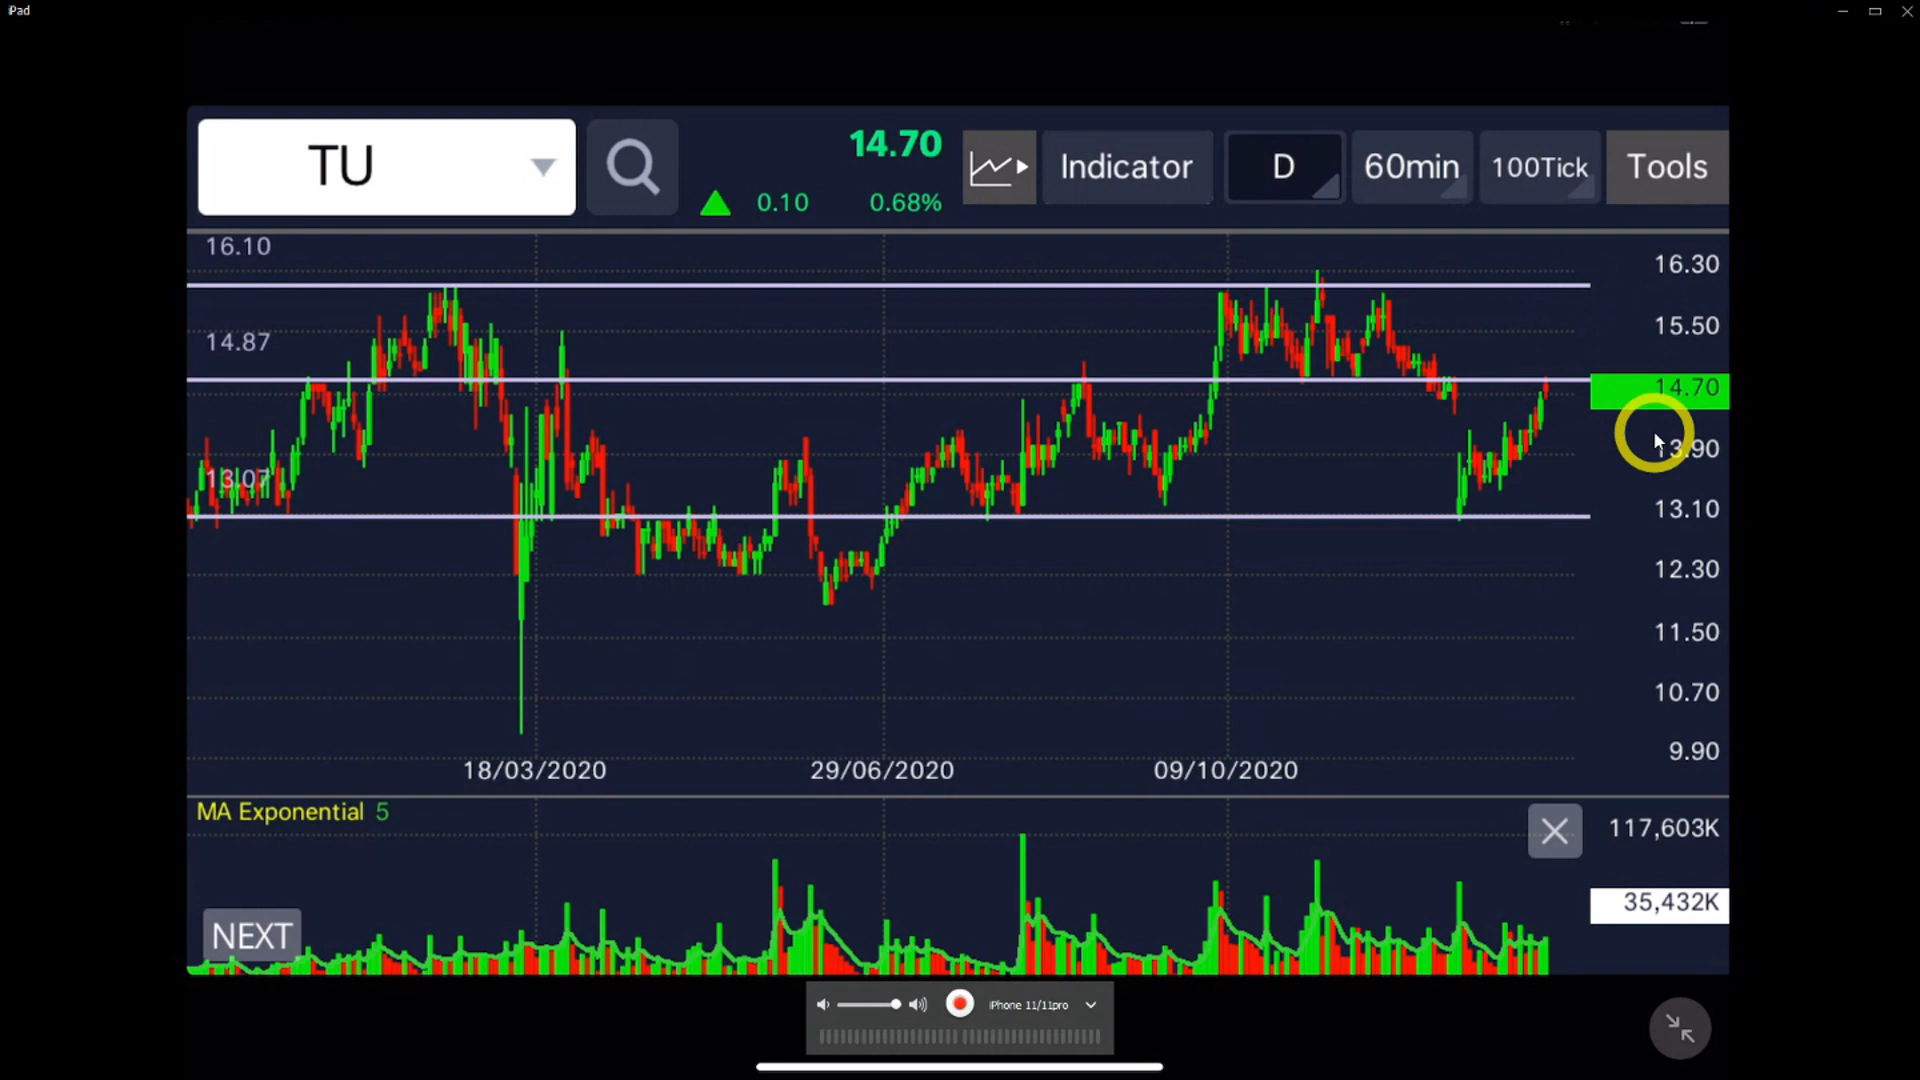 iPad
TU
14.70
0.10 0.68%
Indicator
D
60min
100Tick
Tools
16.10
14.87
13.07
16.30
15.50
14.70
13.90
13.10
12.30
11.50
10.70
9.90
18/03/2020 29/06/2020 09/10/2020
MA Exponential 5
117,603K
35,432K
NEXT
iPhone 11/11pro